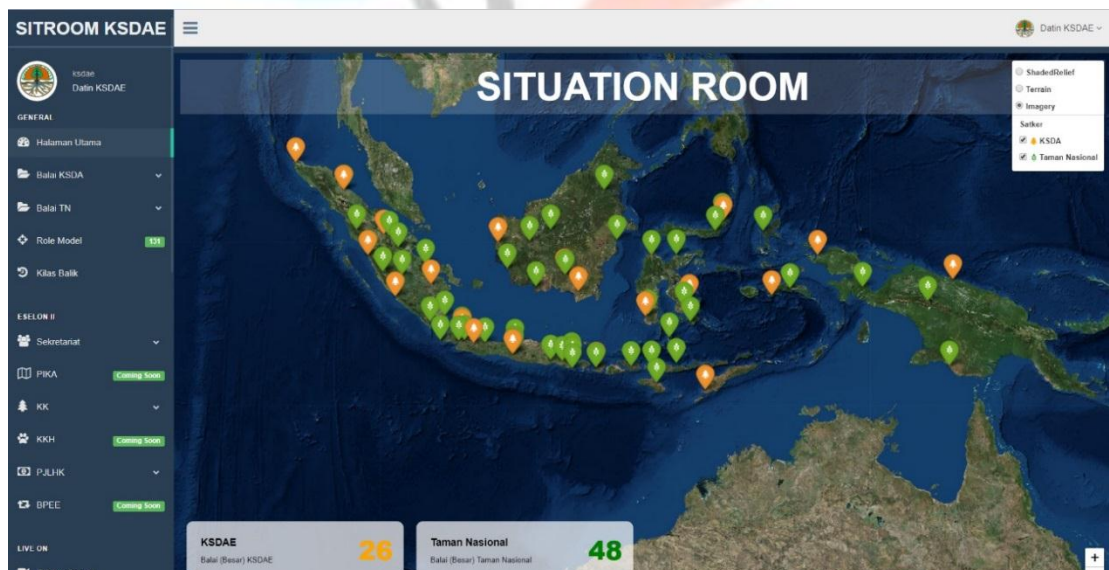 SITROOM KSDAE
Datin KSDAE
ksdae
Datin KSDAE
GENERAL
Halaman Utama
Balai KSDA
Balai TN
Role Model 131
Kilas Balik
ESELON II
Sekretariat
PIKA Coming Soon
KK
KKH Coming Soon
PJLHK
BPEE Coming Soon
LIVE ON
SITUATION ROOM
ShadedRelief
Terrain
Imagery
Satker
KSDA
Taman Nasional
KSDAE
Balai (Besar) KSDAE
26
Taman Nasional
Balai (Besar) Taman Nasional
48
+